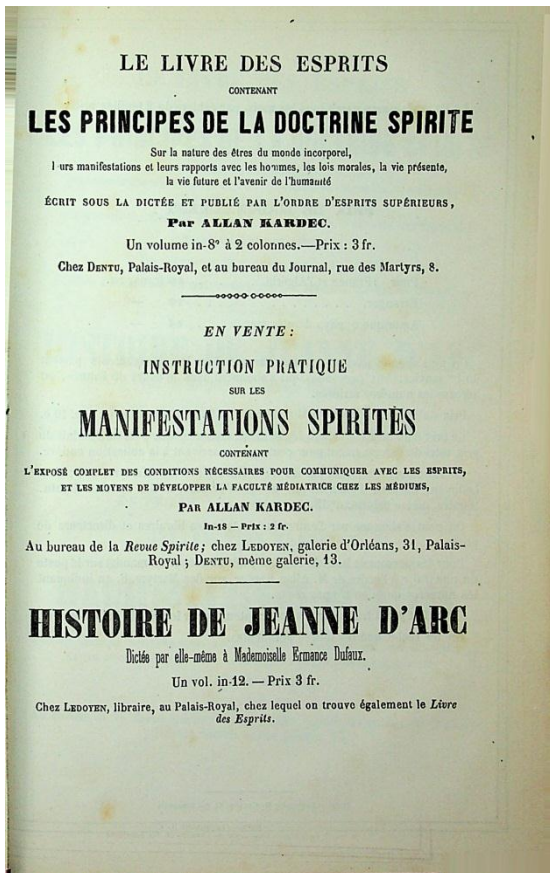 LE LIVRE DES ESPRITS
CONTENANT
LES PRINCIPES DE LA DOCTRINE SPIRITE
Sur la nature des êtres du monde incorporel,
l urs manifestations et leurs rapports avec les hommes, les lois morales, la vie présente,
la vie future et l'avenir de l'humanité
ÉCRIT SOUS LA DICTÉE ET PUBLIÉ PAR L'ORDRE D'ESPRITS SUPÉRIEURS,
Par ALLAN KARDEC.
Un volume in-8° à 2 colonnes.—Prix : 3 fr.
Chez DENTU, Palais-Royal, et au bureau du Journal, rue des Martyrs, 8.
EN VENTE :
INSTRUCTION PRATIQUE
SUR LES
MANIFESTATIONS SPIRITES
CONTENANT
L'EXPOSÉ COMPLET DES CONDITIONS NÉCESSAIRES POUR COMMUNIQUER AVEC LES ESPRITS,
ET LES MOYENS DE DÉVELOPPER LA FACULTÉ MÉDIATRICE CHEZ LES MÉDIUMS,
PAR ALLAN KARDEC.
In-18 — Prix : 2 fr.
Au bureau de la Revue Spirite; chez LEDOYEN, galerie d'Orléans, 31, Palais-
Royal ; DENTU, même galerie, 13.
HISTOIRE DE JEANNE D'ARC
Dictée par elle-même à Mademoiselle Ermance Dufaux.
Un vol. in-12. — Prix 3 fr.
Chez LEDOYEN, libraire, au Palais-Royal, chez lequel on trouve également le Livre
des Esprits.